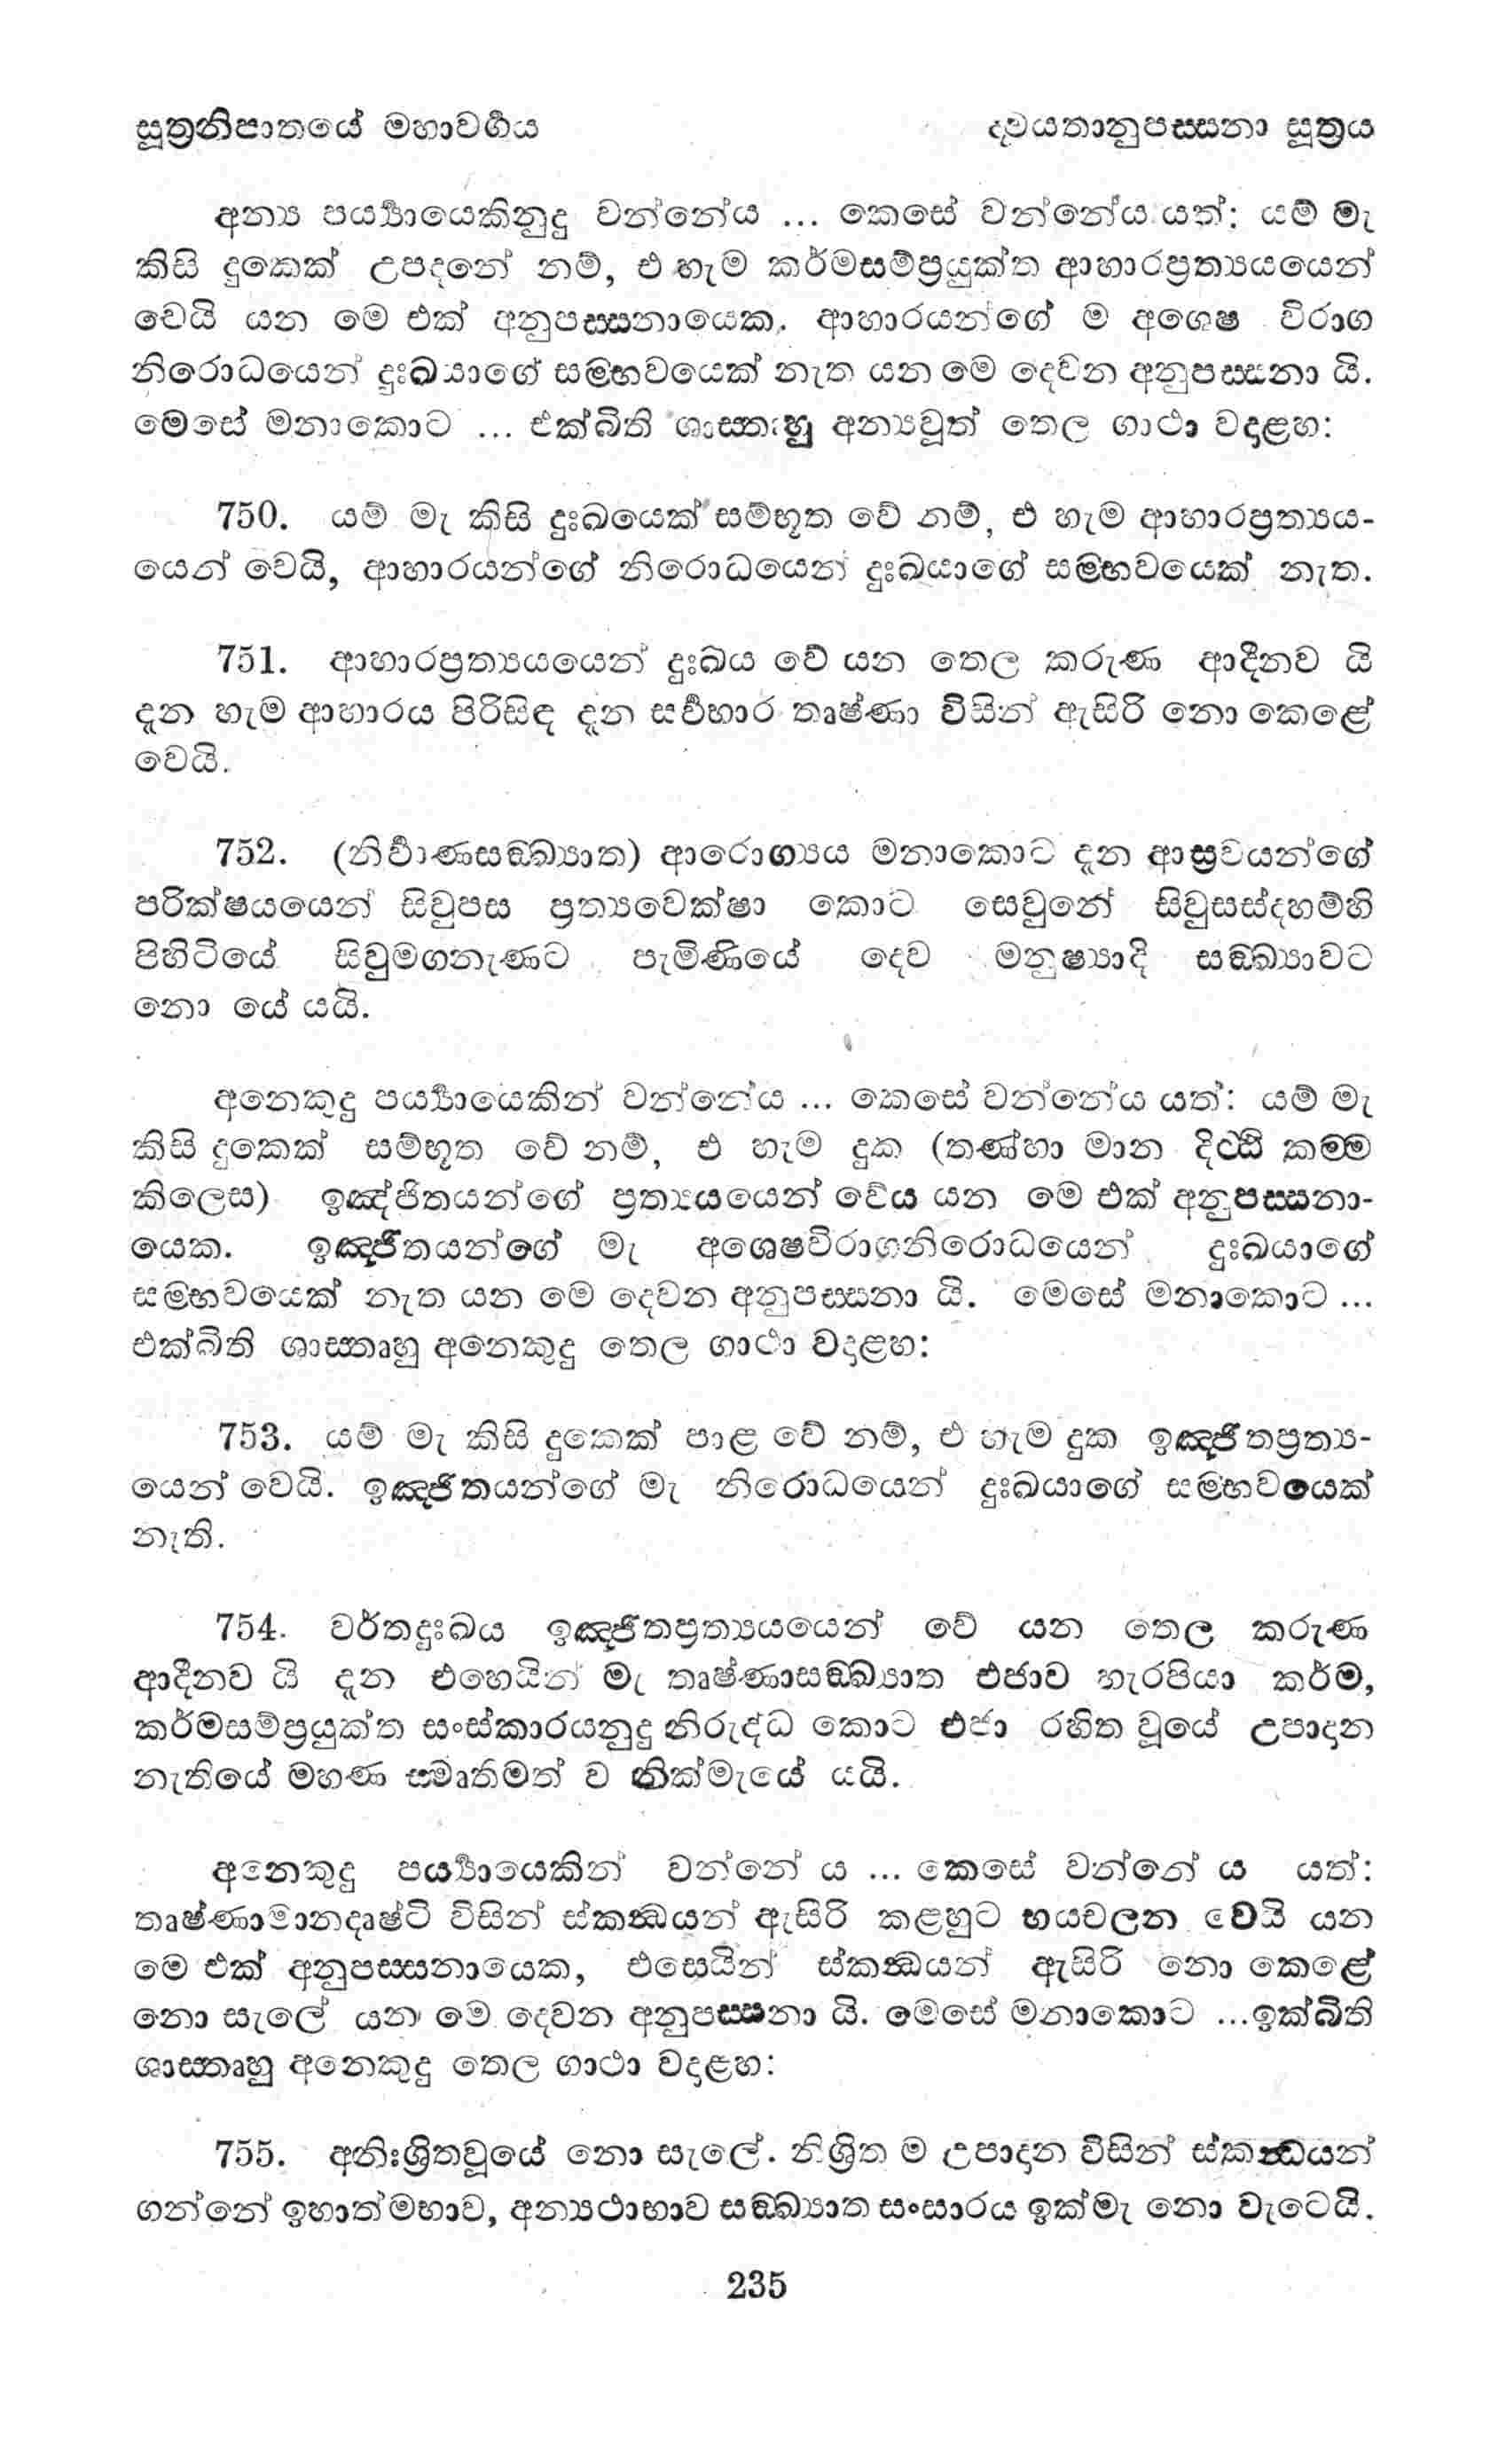 සූත්‍රනිපාතයේ මහාවර්‍ගය
ද්වයතානුපස්සනා සූත්‍රය
අන්‍ය පර්‍ය්‍යායෙකිනුදු වන්නේය ... කෙසේ වන්නේය යත්: යම් මැ
කිසි දුකෙක් උපදනේ නම්, එ හැම කර්මසම්ප්‍රයුක්ත ආහාරප්‍රත්‍යයයෙන්
වෙයි යන මෙ එක් අනුපස්සනායෙක, ආහාරයන්ගේ ම අශෙෂ විරාග
නිරොධයෙන් දුඃඛයාගේ සම්භවයෙක් නැත යන මෙ දෙවන අනුපස්සනා යි.
මෙසේ මනාකොට ... එක්බිති ශාස්තෘහු අන්‍යවූත් තෙල ගාථා වදාළහ:
750. යම් මැ කිසි දුඃඛයෙක් සම්භූත වේ නම්, එ හැම ආහාරප්‍රත්‍යය-
යෙන් වෙයි, ආහාරයන්ගේ නිරොධයෙන් දුඃඛයාගේ සම්භවයෙක් නැත.
751. ආහාරප්‍රත්‍යයයෙන් දුඃඛය වේ යන තෙල කරුණ ආදීනව යි
දැන හැම ආහාරය පිරිසිඳ දැන සර්‍වාහාර තෘෂ්ණා විසින් ඇසිරි නො කෙළේ
වෙයි.
752. (නිර්‍වාණසඞ්ඛ්‍යාත) ආරොග්‍යය මනාකොට දැන ආස්‍රවයන්ගේ
පරික්ෂයයෙන් සිවුපස ප්‍රත්‍යවෙක්ෂා කොට සෙවුනේ සිවුසස්දහම්හි
පිහිටියේ සිවුමගනැණට පැමිණියේ දෙව මනුෂ්‍යාදි සඞ්ඛ්‍යාවට
නො යේ යයි.
අනෙකුදු පර්‍ය්‍යායෙකින් වන්නේය ... කෙසේ වන්නේය යත්: යම් මැ
කිසි දුකෙක් සම්භූත වේ නම්, එ හැම දුක (තණ්හා මාන දිට්ඨි කම්ම
කිලෙස) ඉඤ්ජිතයන්ගේ ප්‍රත්‍යයයෙන් වේය යන මෙ එක් අනුපස්සනා-
යෙක. ඉඤ්ජිතයන්ගේ මැ අශෙෂවිරාගනිරොධයෙන් දුඃඛයාගේ
සම්භවයෙක් නැත යන මෙ දෙවන අනුපස්සනා යි. මෙසේ මනාකොට ...
එක්බිති ශාස්තෘහු අනෙකුදු තෙල ගාථා වදාළහ:
753. යම් මැ කිසි දුකෙක් පාළ වේ නම්, එ හැම දුක ඉඤ්ජිතප්‍රත්‍ය-
යෙන් වෙයි. ඉඤ්ජිතයන්ගේ මැ නිරොධයෙන් දුඃඛයාගේ සම්භවයෙක්
නැති.
754. වර්තදුඃඛය ඉඤ්ජිතප්‍රත්‍යයයෙන් වේ යන තෙල කරුණ
ආදීනව යි දැන එහෙයින් මැ තෘෂ්ණාසඞ්ඛ්‍යාත එජාව හැරපියා කර්ම,
කර්මසම්ප්‍රයුක්ත සංස්කාරයනුදු නිරුද්ධ කොට එජා රහිත වූයේ උපාදාන
නැතියේ මහණ ස්මෘතිමත් ව නික්මැයේ යයි.
අනෙකුදු පර්‍ය්‍යායෙකින් වන්නේ ය ... කෙසේ වන්නේ ය යත්:
තෘෂ්ණාමානදෘෂ්ටි විසින් ස්කන්‍ධයන් ඇසිරි කළහුට භයචලන වෙයි යන
මෙ එක් අනුපස්සනායෙක, එසෙයින් ස්කන්‍ධයන් ඇසිරි නො කෙළේ
නො සැලේ යන මෙ දෙවන අනුපස්සනා යි. මෙසේ මනාකොට ...ඉක්බිති
ශාස්තෘහු අනෙකුදු තෙල ගාථා වදාළහ:
755. අනිඃශ්‍රිතවූයේ නො සැලේ. නිශ්‍රිත ම උපාදාන විසින් ස්කන්‍ධයන්
ගන්නේ ඉහාත්මභාව, අන්‍යථාභාව සඞ්ඛ්‍යාත සංසාරය ඉක්මැ නො වැටෙයි.
235